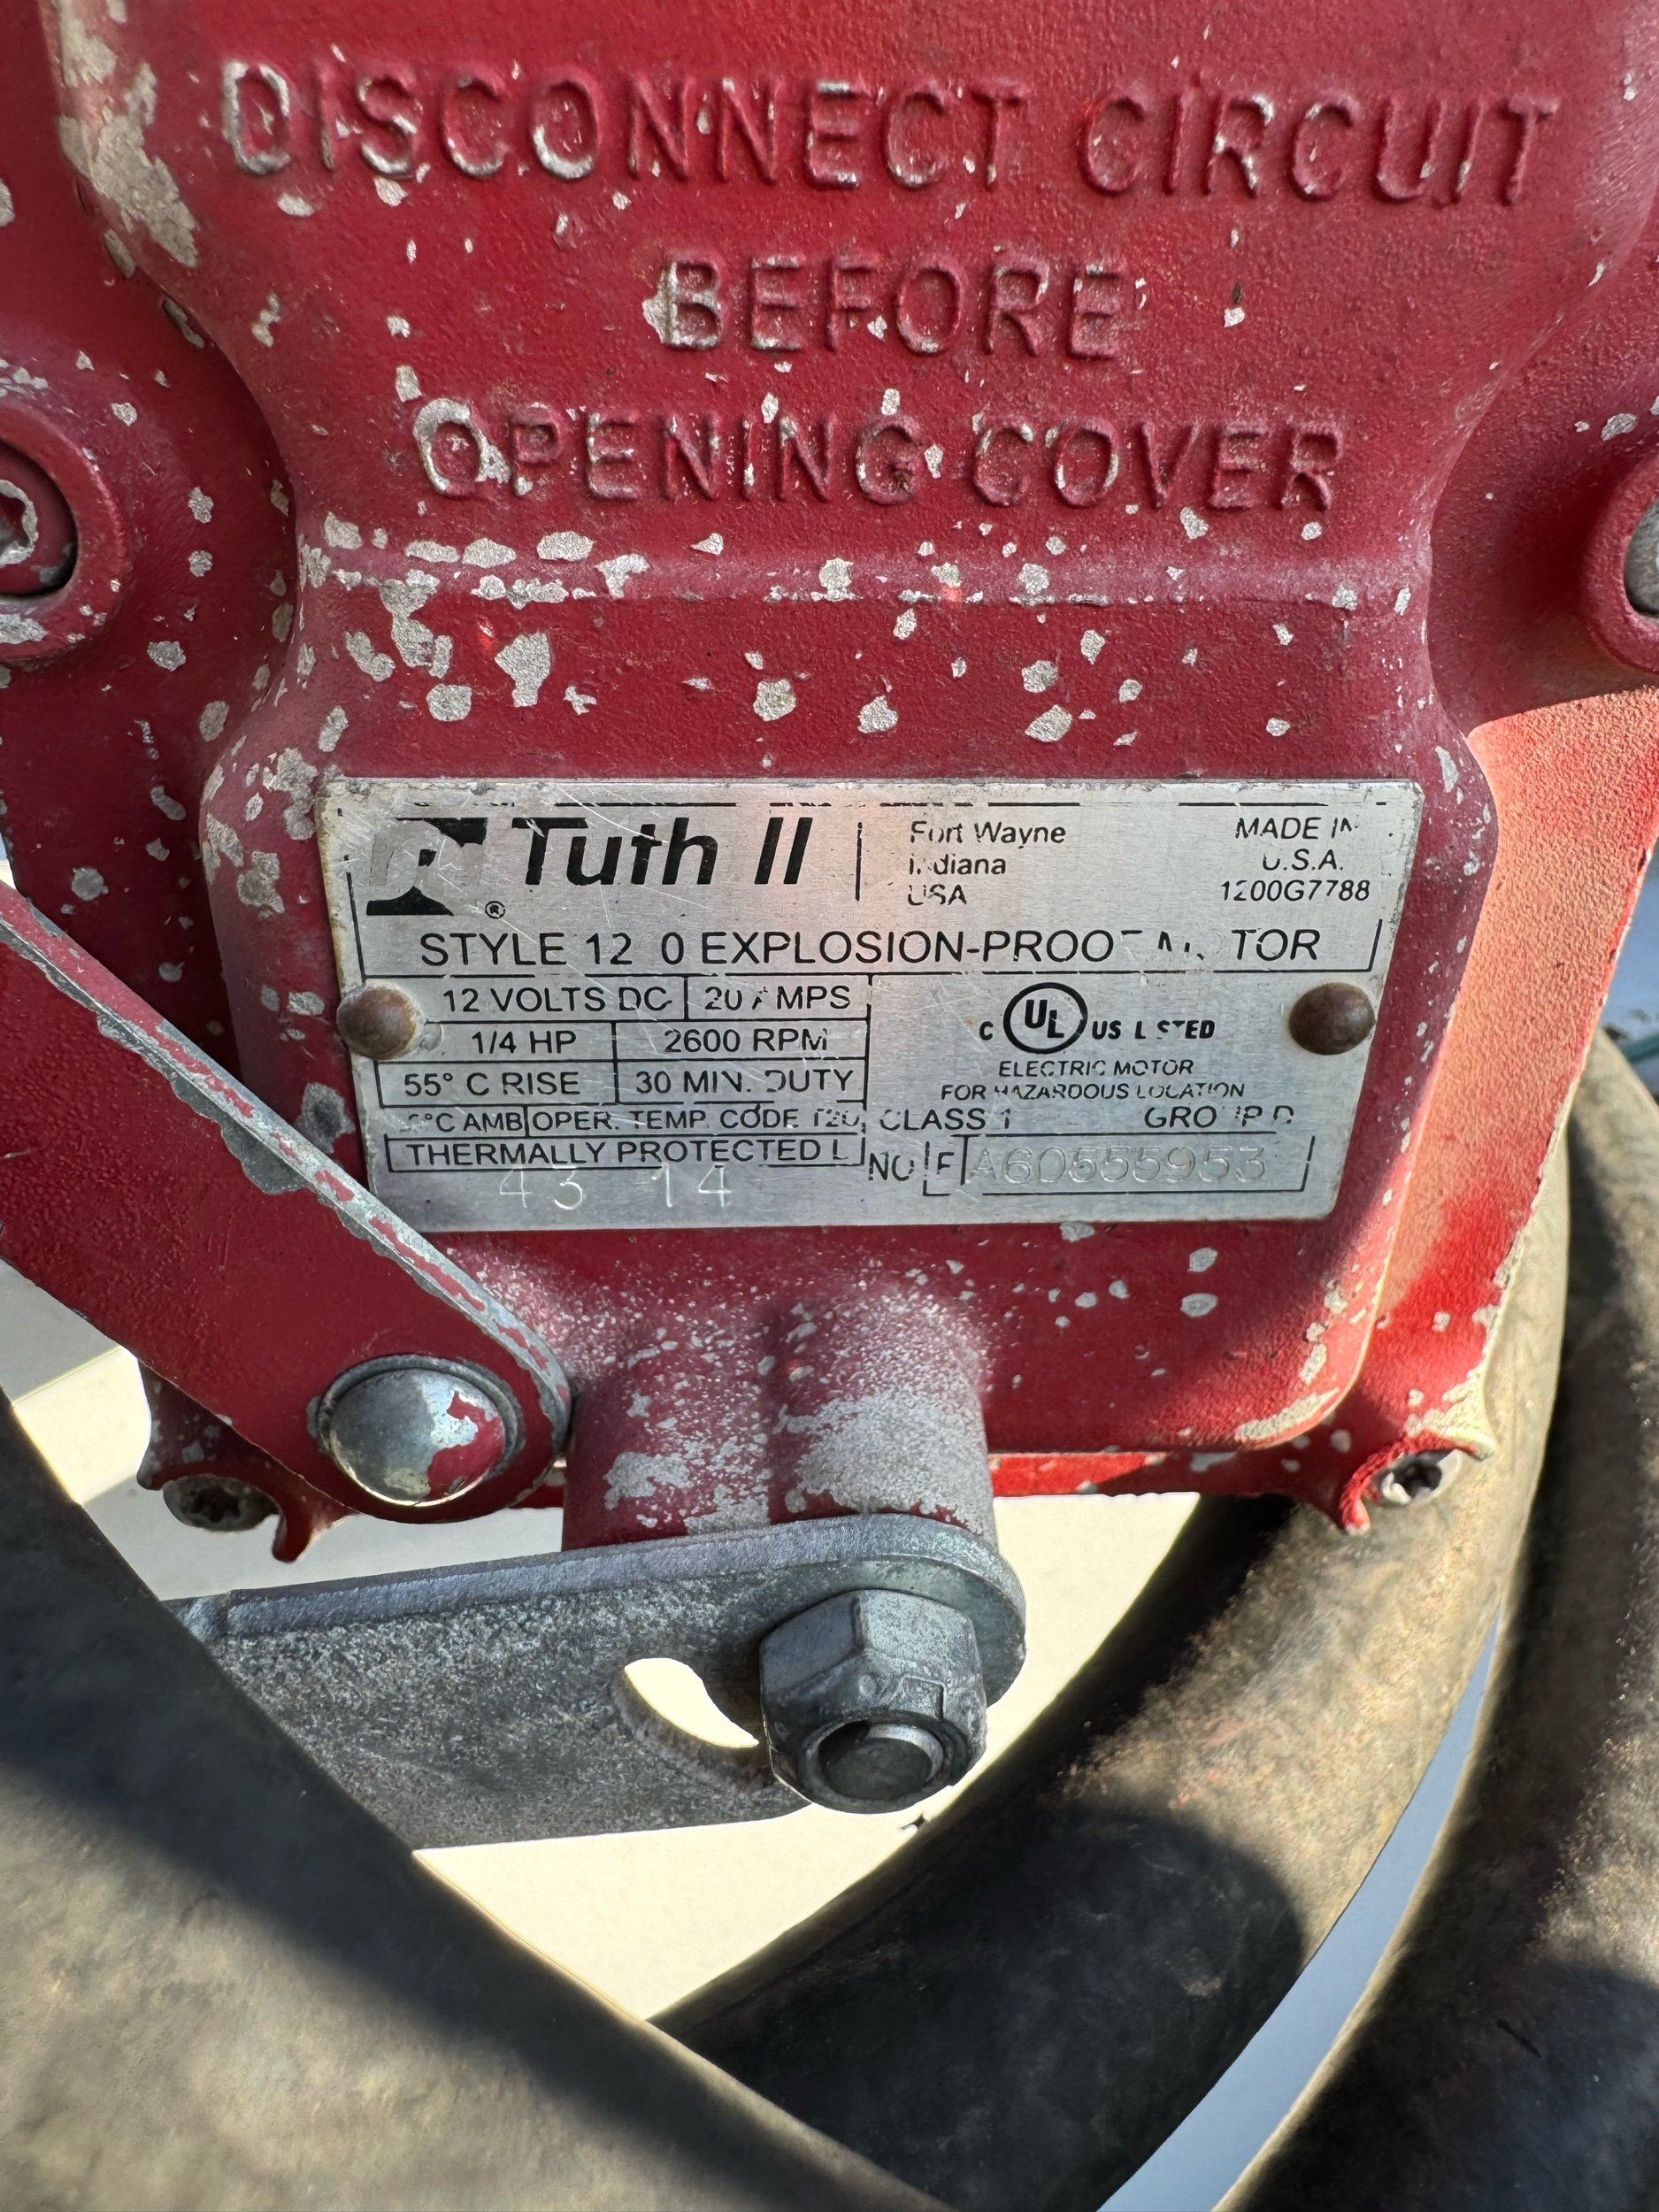 DISCONNECT CIRCUIT
BEFORE
OPENING COVER
Tuth ll
®
Fort Wayne
Indiana
USA
MADE IN
U.S.A.
1200G7788
STYLE 12 0 EXPLOSION-PROOF MOTOR
12 VOLTS DC 20 AMPS
1/4 HP 2600 RPM
55° C RISE 30 MIN. DUTY
°C AMB OPER. TEMP. CODE
THERMALLY PROTECTED L
43 14
C UL US LISTED
ELECTRIC MOTOR
FOR HAZARDOUS LOCATION
CLASS 1 GROUP D
NO. A60555953